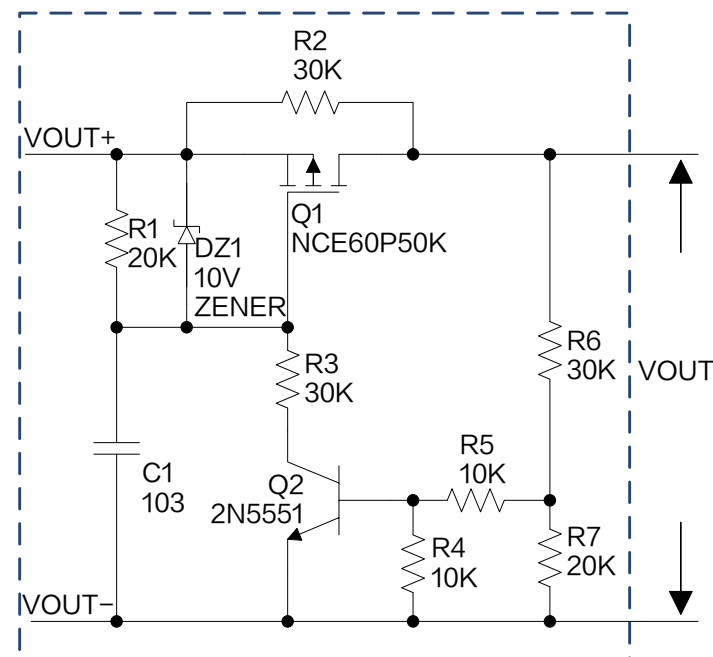 R2
30K
VOUT+
R1
20K
DZ1
10V
ZENER
Q1
NCE60P50K
R3
30K
R6
30K
VOUT
C1
103
Q2
2N5551
R5
10K
R4
10K
R7
20K
VOUT−